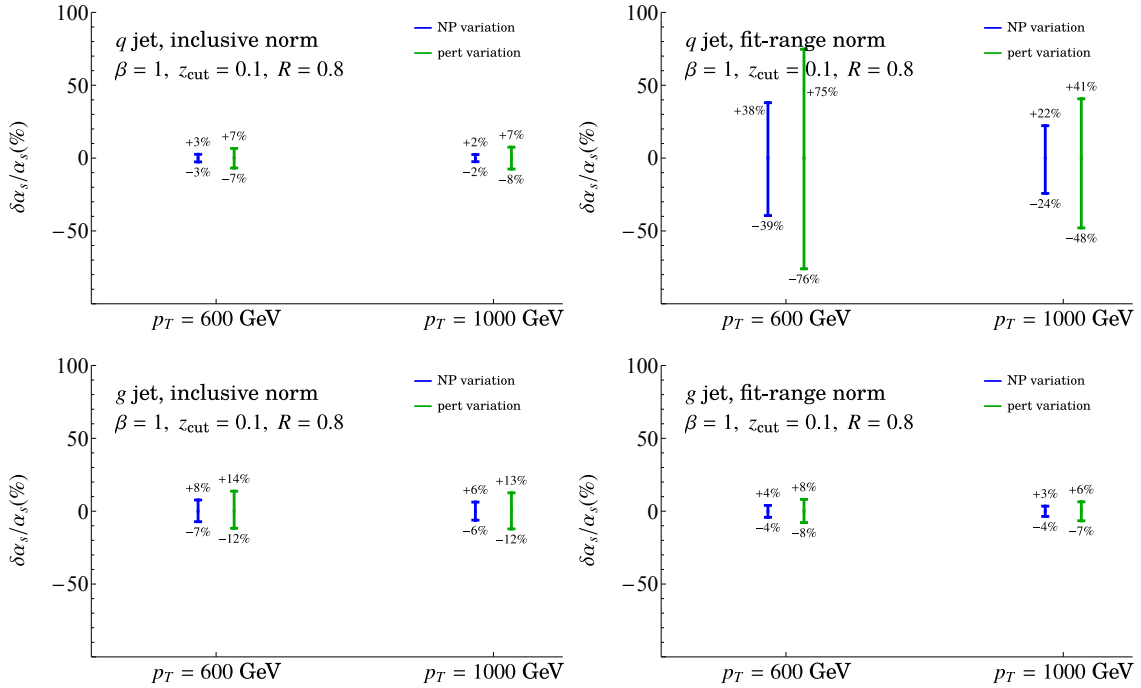 100
50
0
−50
δα_s/α_s(%)
q jet, inclusive norm
β = 1, z_cut = 0.1, R = 0.8
NP variation
pert variation
+3%
−3%
+7%
−7%
+2%
−2%
+7%
−8%
p_T = 600 GeV
p_T = 1000 GeV
100
50
0
−50
δα_s/α_s(%)
q jet, fit-range norm
β = 1, z_cut = 0.1, R = 0.8
NP variation
pert variation
+38%
−39%
+75%
−76%
+22%
−24%
+41%
−48%
p_T = 600 GeV
p_T = 1000 GeV
100
50
0
−50
δα_s/α_s(%)
g jet, inclusive norm
β = 1, z_cut = 0.1, R = 0.8
NP variation
pert variation
+8%
−7%
+14%
−12%
+6%
−6%
+13%
−12%
p_T = 600 GeV
p_T = 1000 GeV
100
50
0
−50
δα_s/α_s(%)
g jet, fit-range norm
β = 1, z_cut = 0.1, R = 0.8
NP variation
pert variation
+4%
−4%
+8%
−8%
+3%
−4%
+6%
−7%
p_T = 600 GeV
p_T = 1000 GeV